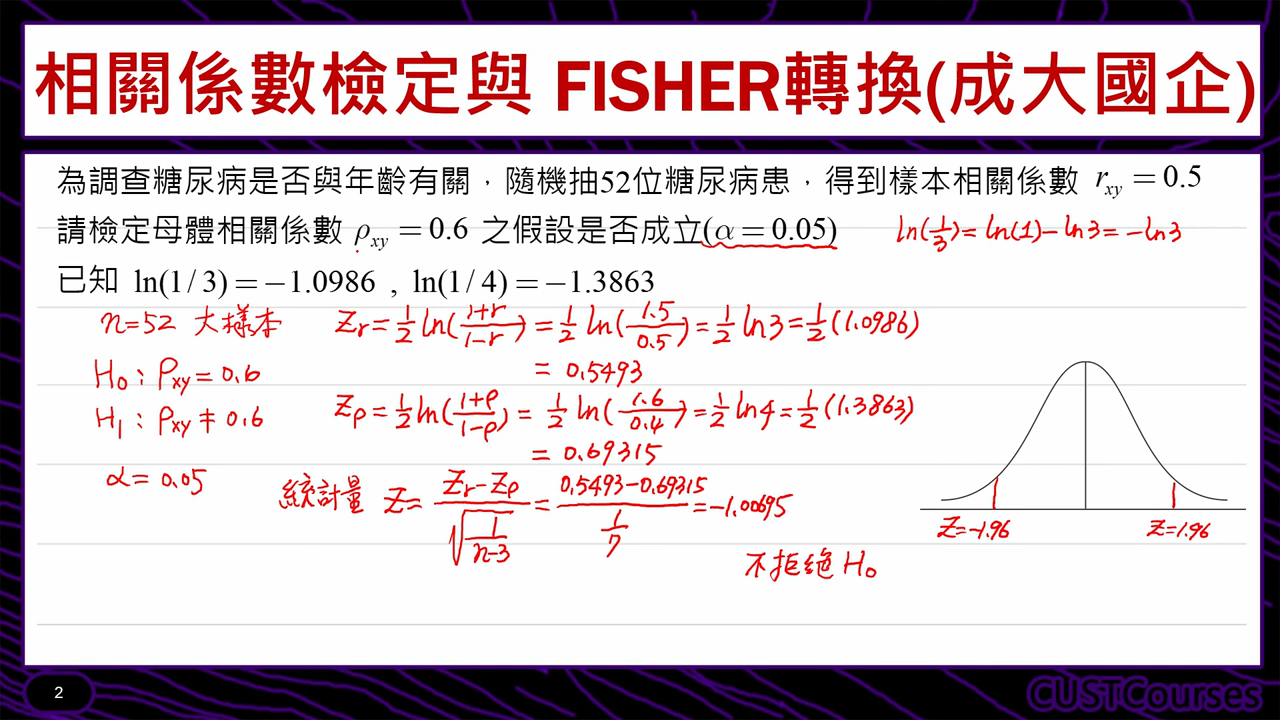 相關係數檢定與 FISHER轉換(成大國企)
為調查糖尿病是否與年齡有關，隨機抽52位糖尿病患，得到樣本相關係數 r_xy = 0.5
請檢定母體相關係數 ρ_xy = 0.6 之假設是否成立(α = 0.05)
ln(1/3) = ln(1) - ln3 = -ln3
已知 ln(1/3) = -1.0986 , ln(1/4) = -1.3863
n=52 大樣本
H₀ : ρ_xy = 0.6
H₁ : ρ_xy ≠ 0.6
α = 0.05
Z_r = 1/2 ln((1+r)/(1-r)) = 1/2 ln(1.5/0.5) = 1/2 ln3 = 1/2 (1.0986)
= 0.5493
Z_ρ = 1/2 ln((1+ρ)/(1-ρ)) = 1/2 ln(1.6/0.4) = 1/2 ln4 = 1/2 (1.3863)
= 0.69315
統計量 Z = (Z_r - Z_ρ)/√(1/(n-3)) = (0.5493 - 0.69315)/(1/7) = -1.00695
不拒絕 H₀
Z=-1.96
Z=1.96
2
CUSTCourses